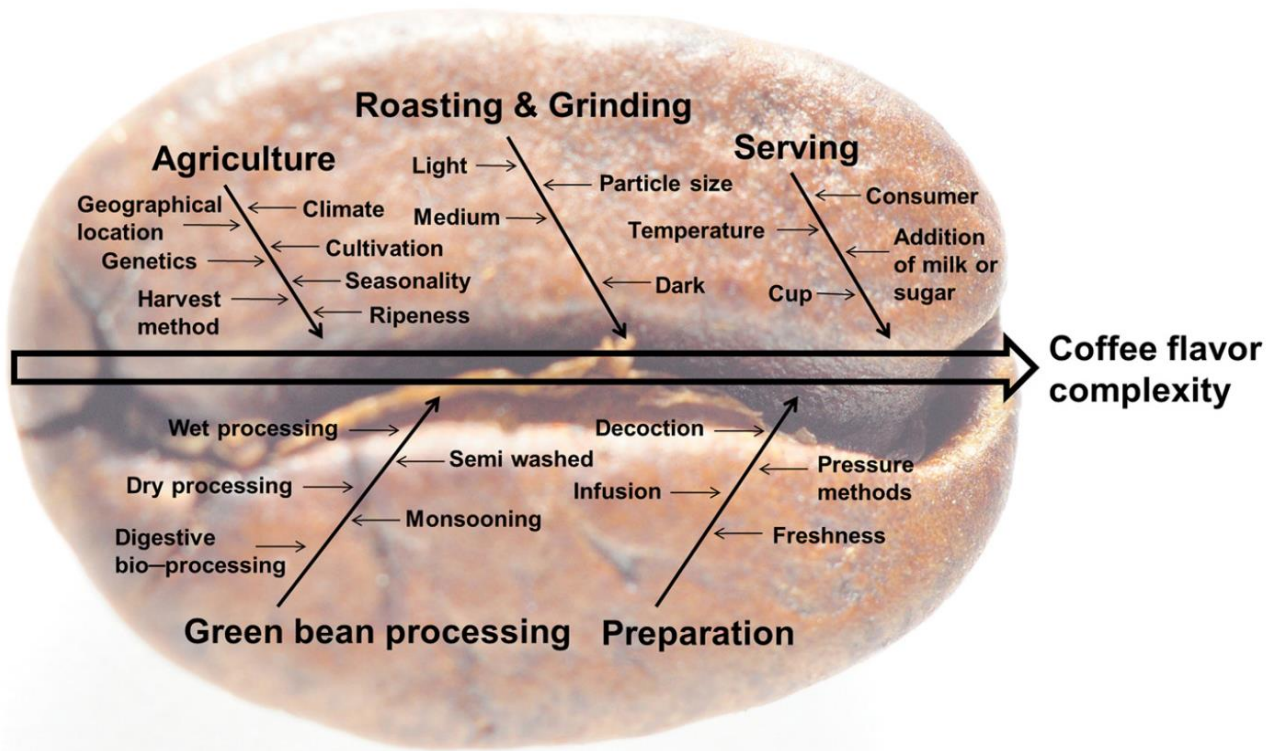 Roasting & Grinding
Agriculture
Serving
Light
Particle size
Consumer
Geographical
location
Climate
Medium
Temperature
Addition
of milk or
sugar
Genetics
Cultivation
Seasonality
Dark
Cup
Harvest
method
Ripeness
Coffee flavor
complexity
Wet processing
Semi washed
Decoction
Pressure
methods
Dry processing
Infusion
Monsooning
Freshness
Digestive
bio–processing
Green bean processing
Preparation